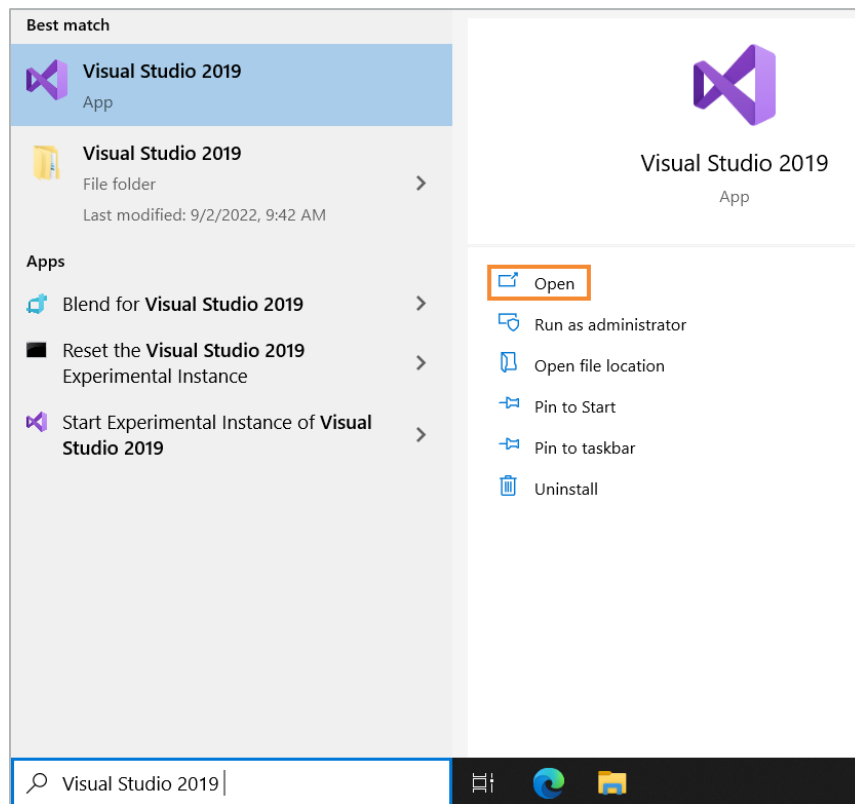 Best match
Visual Studio 2019
App
Visual Studio 2019
File folder
Last modified: 9/2/2022, 9:42 AM
Apps
Blend for Visual Studio 2019
Reset the Visual Studio 2019
Experimental Instance
Start Experimental Instance of Visual
Studio 2019
Visual Studio 2019
Visual Studio 2019
App
Open
Run as administrator
Open file location
Pin to Start
Pin to taskbar
Uninstall